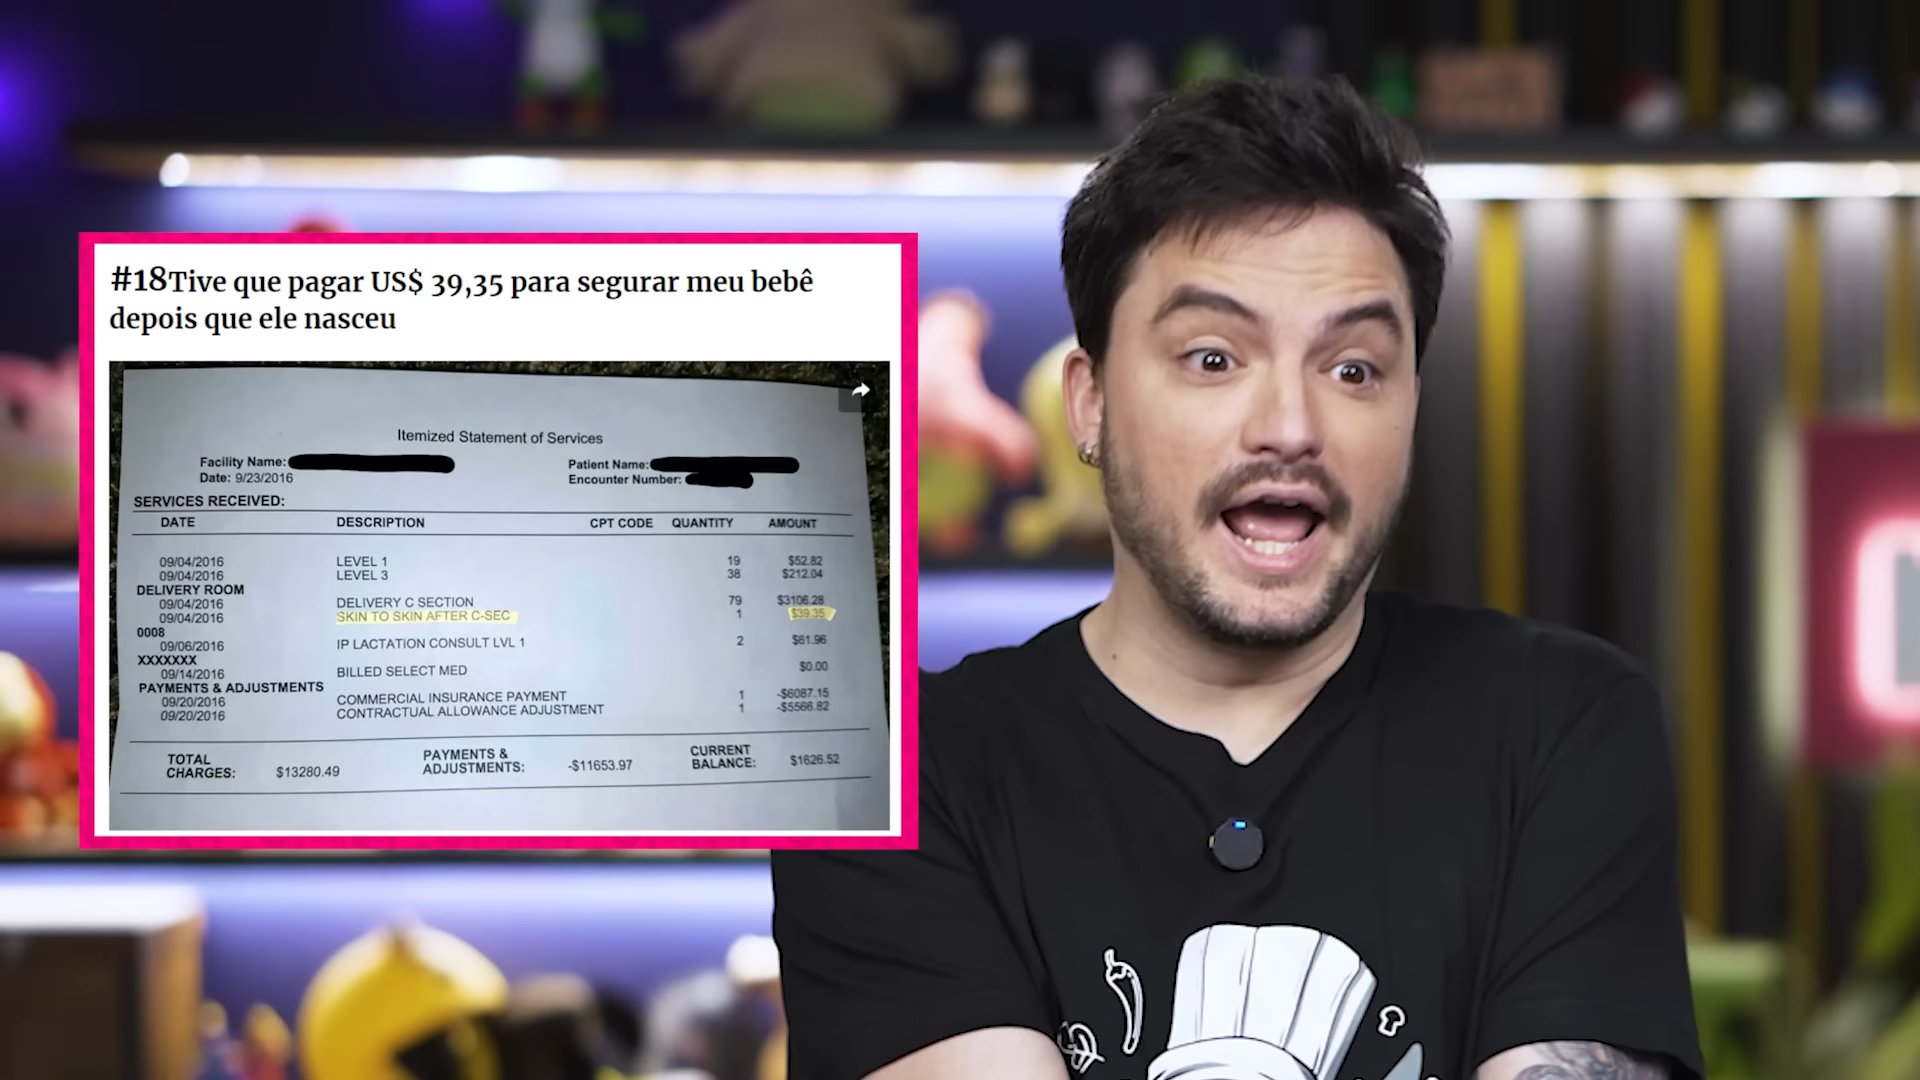 #18Tive que pagar US$ 39,35 para segurar meu bebê
depois que ele nasceu
Itemized Statement of Services
Facility Name:
Date: 9/23/2016
Patient Name:
Encounter Number:
SERVICES RECEIVED:
DATE DESCRIPTION CPT CODE QUANTITY AMOUNT
09/04/2016 LEVEL 1 19 $52.82
09/04/2016 LEVEL 3 38 $212.04
DELIVERY ROOM
09/04/2016 DELIVERY C SECTION 79 $3106.28
09/04/2016 SKIN TO SKIN AFTER C-SEC 1 $39.35
0008
09/06/2016 IP LACTATION CONSULT LVL 1 2 $61.96
XXXXXXX
09/14/2016 BILLED SELECT MED $0.00
PAYMENTS & ADJUSTMENTS
09/20/2016 COMMERCIAL INSURANCE PAYMENT 1 -$6087.15
09/20/2016 CONTRACTUAL ALLOWANCE ADJUSTMENT 1 -$5566.82
TOTAL
CHARGES: $13280.49
PAYMENTS &
ADJUSTMENTS: -$11653.97
CURRENT
BALANCE: $1626.52